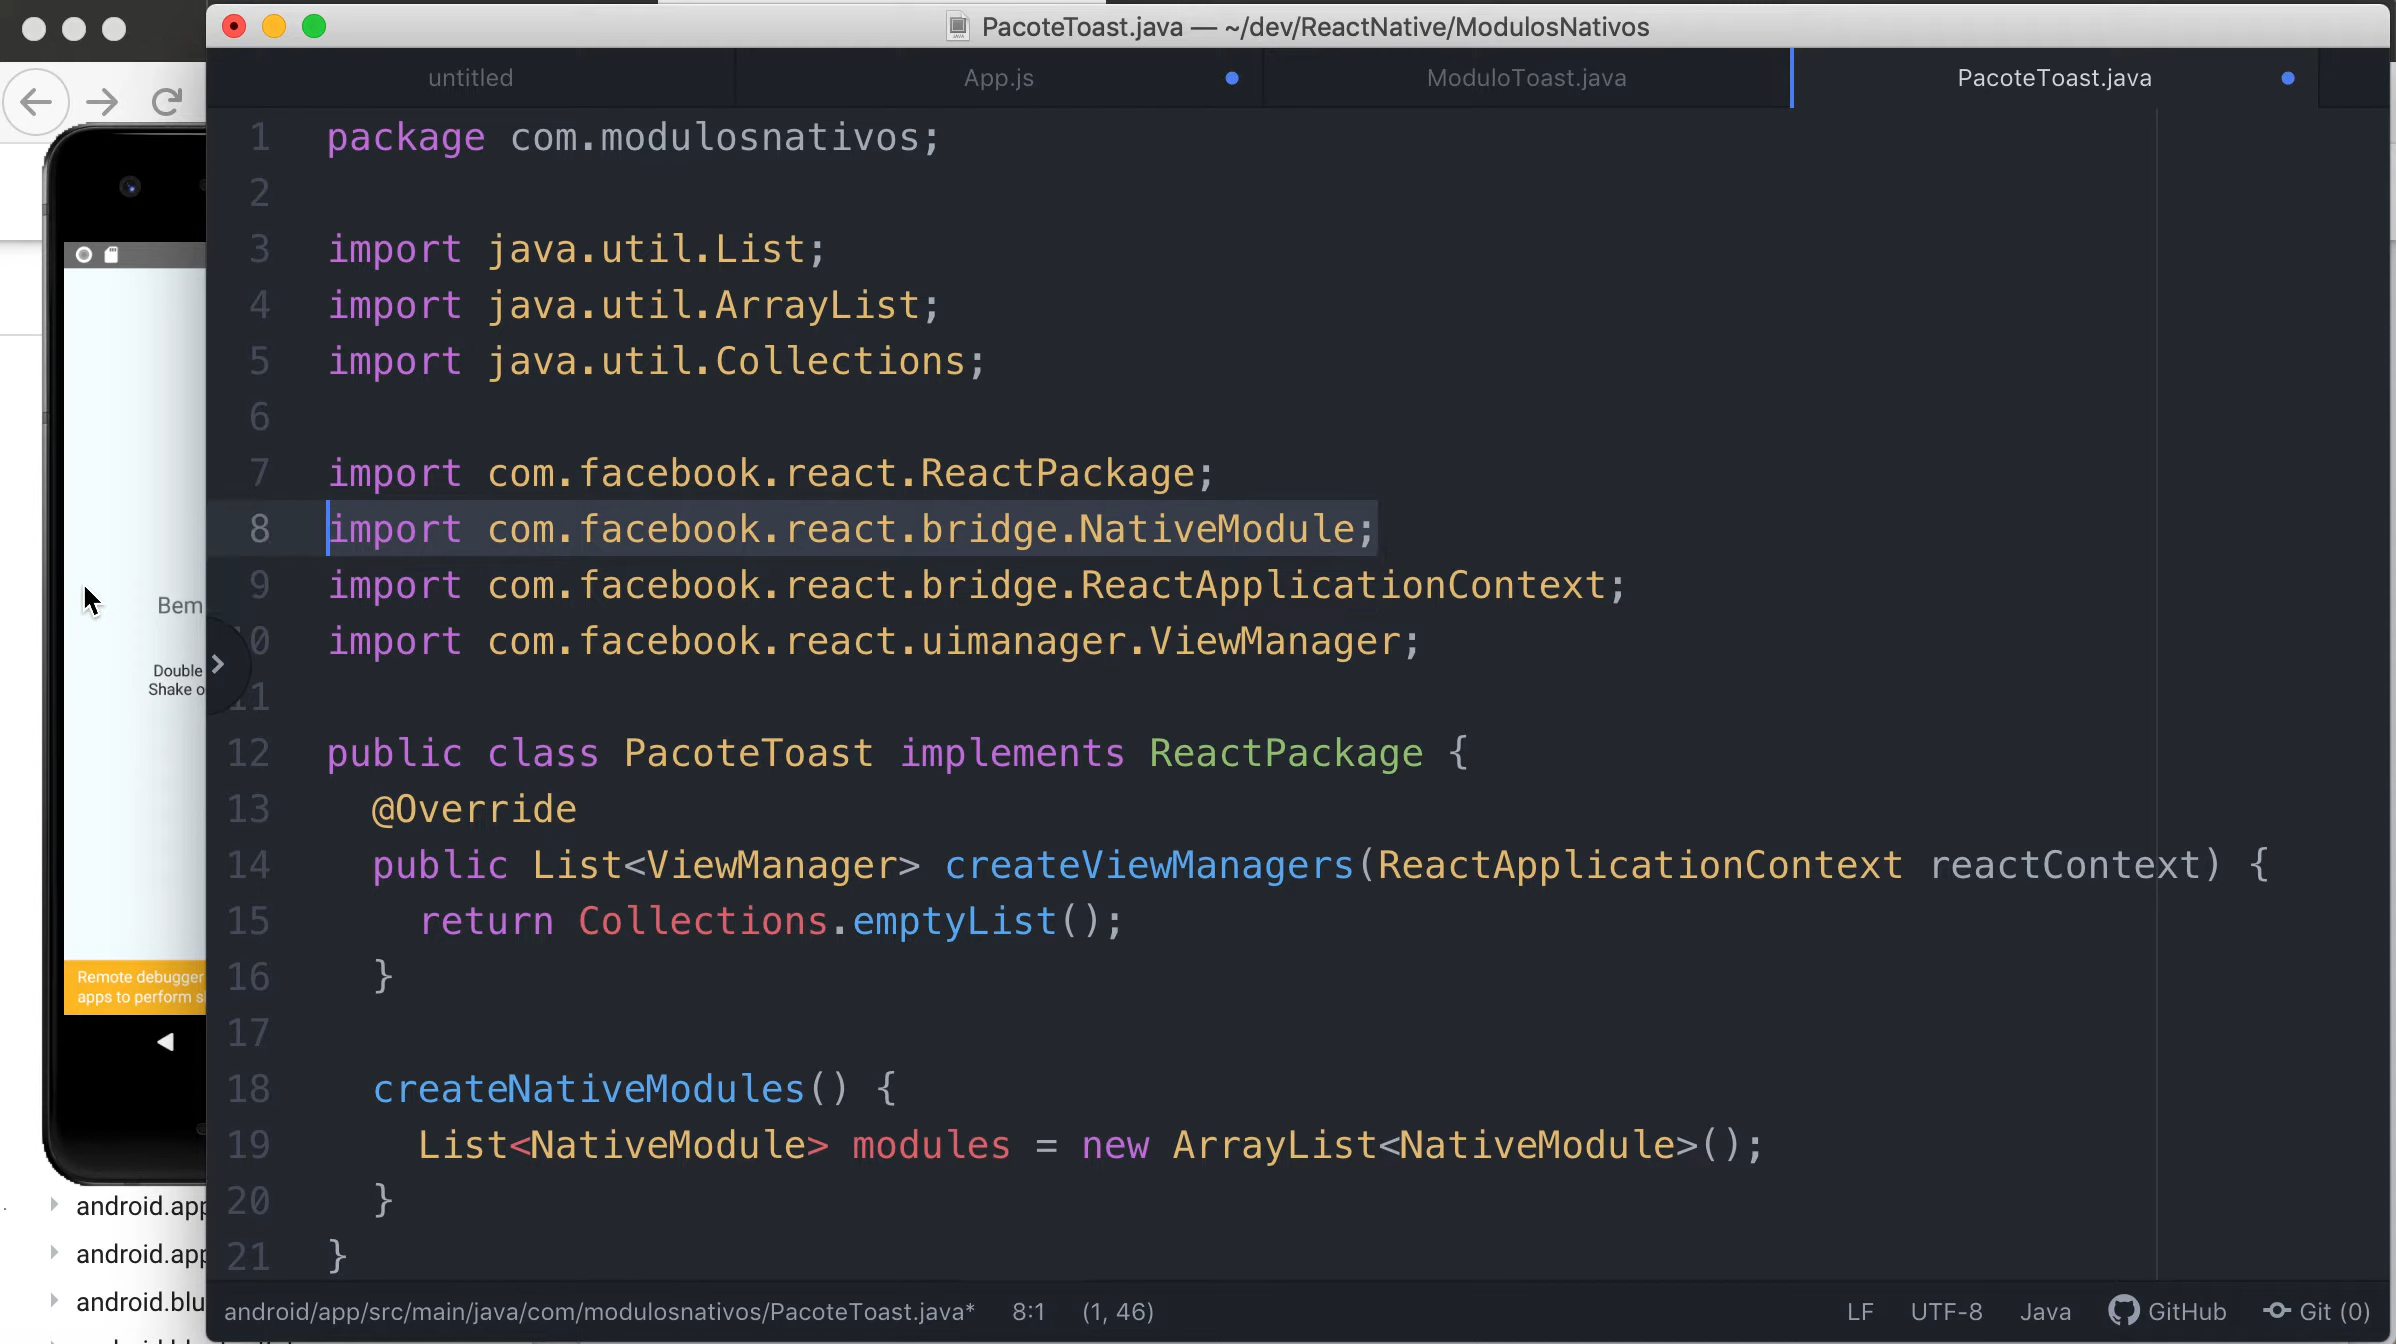 PacoteToast.java — ~/dev/ReactNative/ModulosNativos
untitled
App.js
ModuloToast.java
PacoteToast.java
1 package com.modulosnativos;
2
3 import java.util.List;
4 import java.util.ArrayList;
5 import java.util.Collections;
6
7 import com.facebook.react.ReactPackage;
8 import com.facebook.react.bridge.NativeModule;
9 import com.facebook.react.bridge.ReactApplicationContext;
10 import com.facebook.react.uimanager.ViewManager;
11
12 public class PacoteToast implements ReactPackage {
13 @Override
14 public List<ViewManager> createViewManagers(ReactApplicationContext reactContext) {
15 return Collections.emptyList();
16 }
17
18 createNativeModules() {
19 List<NativeModule> modules = new ArrayList<NativeModule>();
20 }
21 }
Bem
Double
Shake o
Remote debugger
apps to perform s
android.app
android.app
android.blu
android/app/src/main/java/com/modulosnativos/PacoteToast.java* 8:1 (1, 46)
LF UTF-8 Java GitHub Git (0)